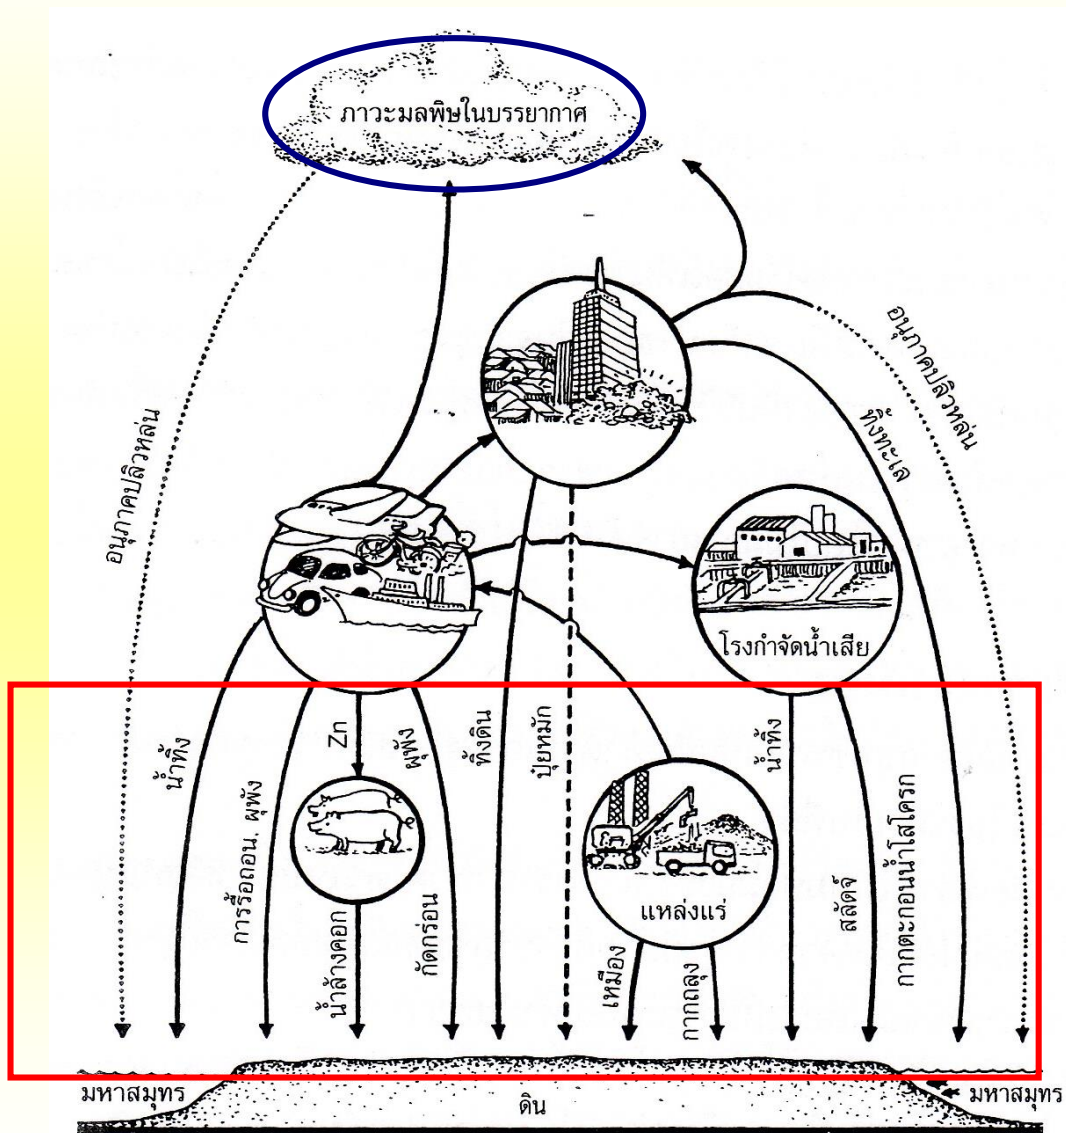 ภาวะมลพิษในบรรยากาศ
อนุภาคปลิวหล่น
อนุภาคปลิวหล่น
ทิ้งทะเล
โรงกำจัดน้ำเสีย
น้ำทิ้ง
การรื้อถอน. ผุพัง
Zn
ผุพัง
กัดกร่อน
น้ำล้างคอก
ทิ้งดิน
ปุ๋ยหมัก
แหล่งแร่
เหมือง
กากถลุง
น้ำทิ้ง
สลัดจ์
กากตะกอนน้ำโสโครก
มหาสมุทร
ดิน
มหาสมุทร